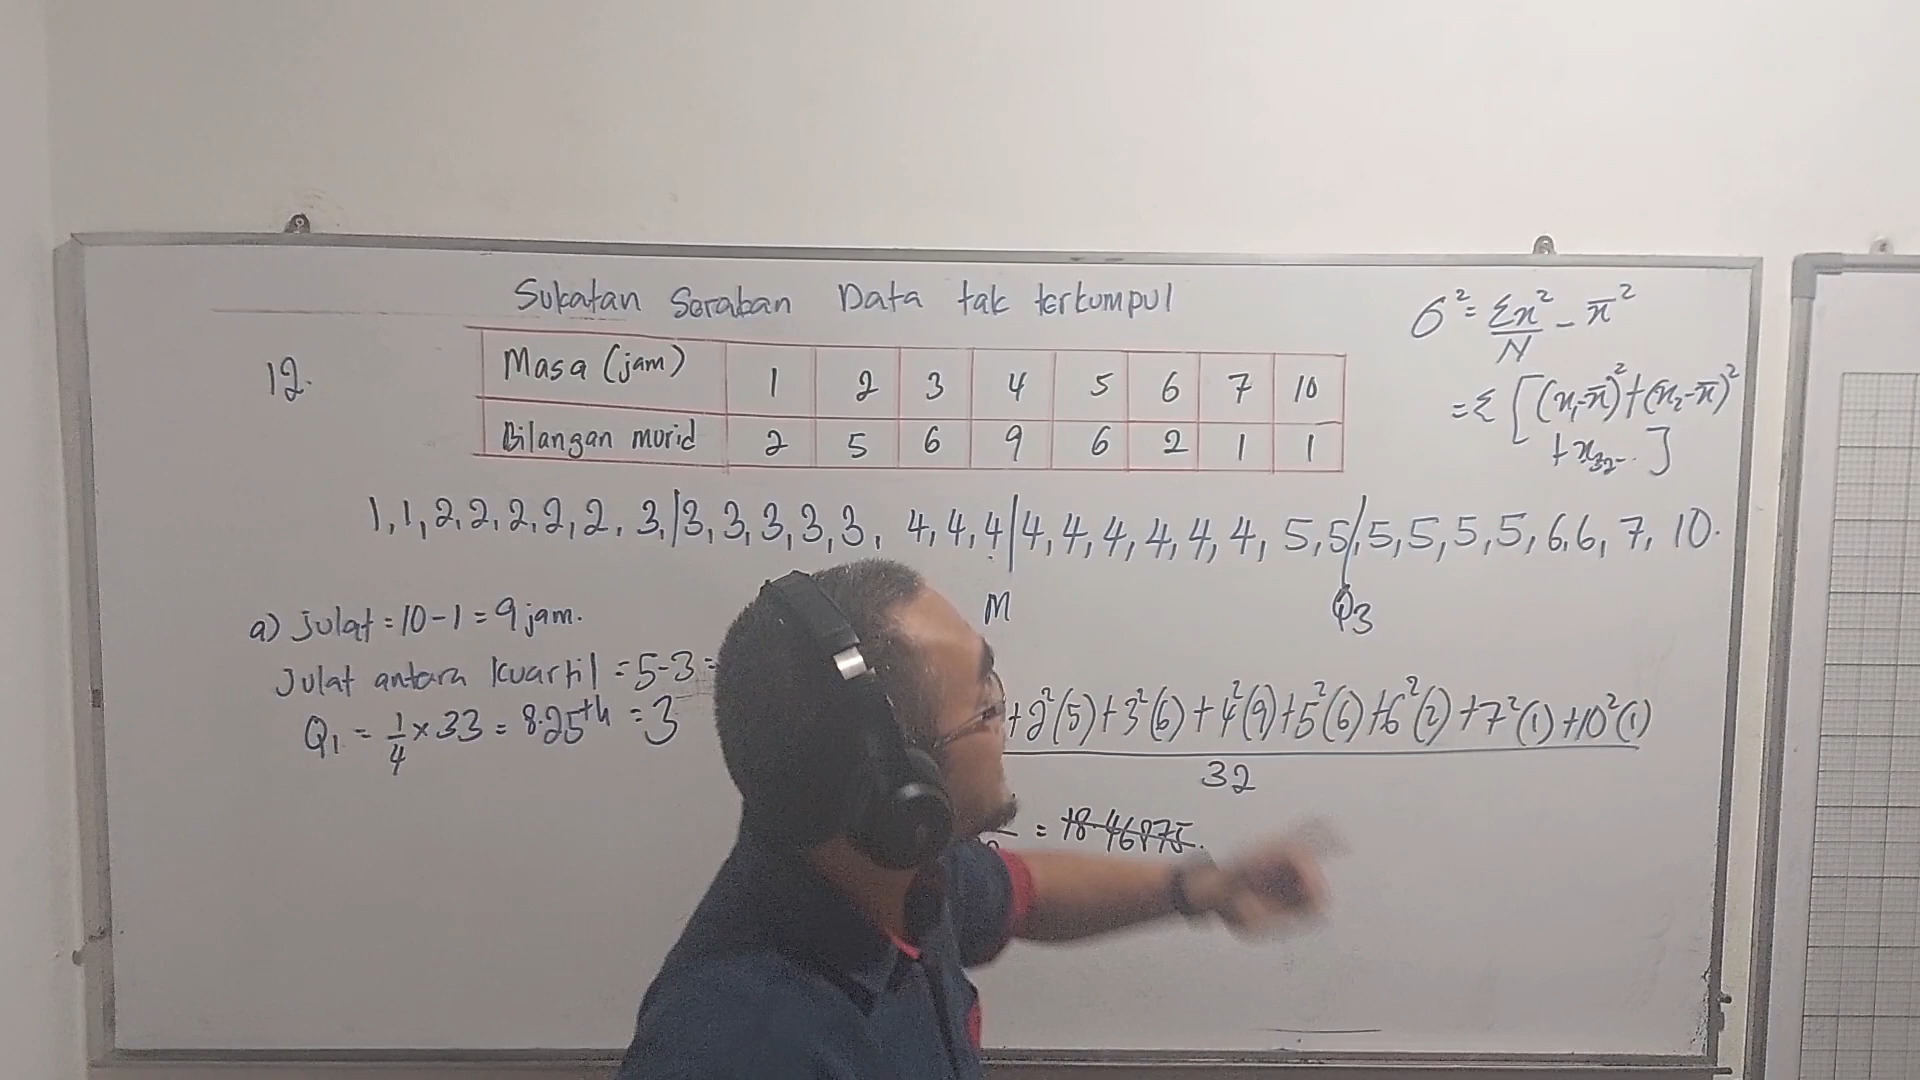 Sukatan Seraban Data tak terkumpul
σ² = Σx²/N - x̄²
= Σ [(x₁-x̄)² + (x₂-x̄)²
+ x₃₂... ]
12.
Masa (jam) 1 2 3 4 5 6 7 10
Bilangan morid 2 5 6 9 6 2 1 1
1,1,2,2,2,2,2,3,|3,3,3,3,3,4,4,4|4,4,4,4,4,4,5,5|,5,5,5,5,6,6,7,10.
M
Q3
a) julat = 10 - 1 = 9 jam.
Julat antara kuartil = 5-3 =
Q₁ = 1/4 × 33 = 8.25th = 3
+2²(5)+3²(6)+4²(9)+5²(6)+6²(2)+7²(1)+10²(1)
32
= 18.46875.